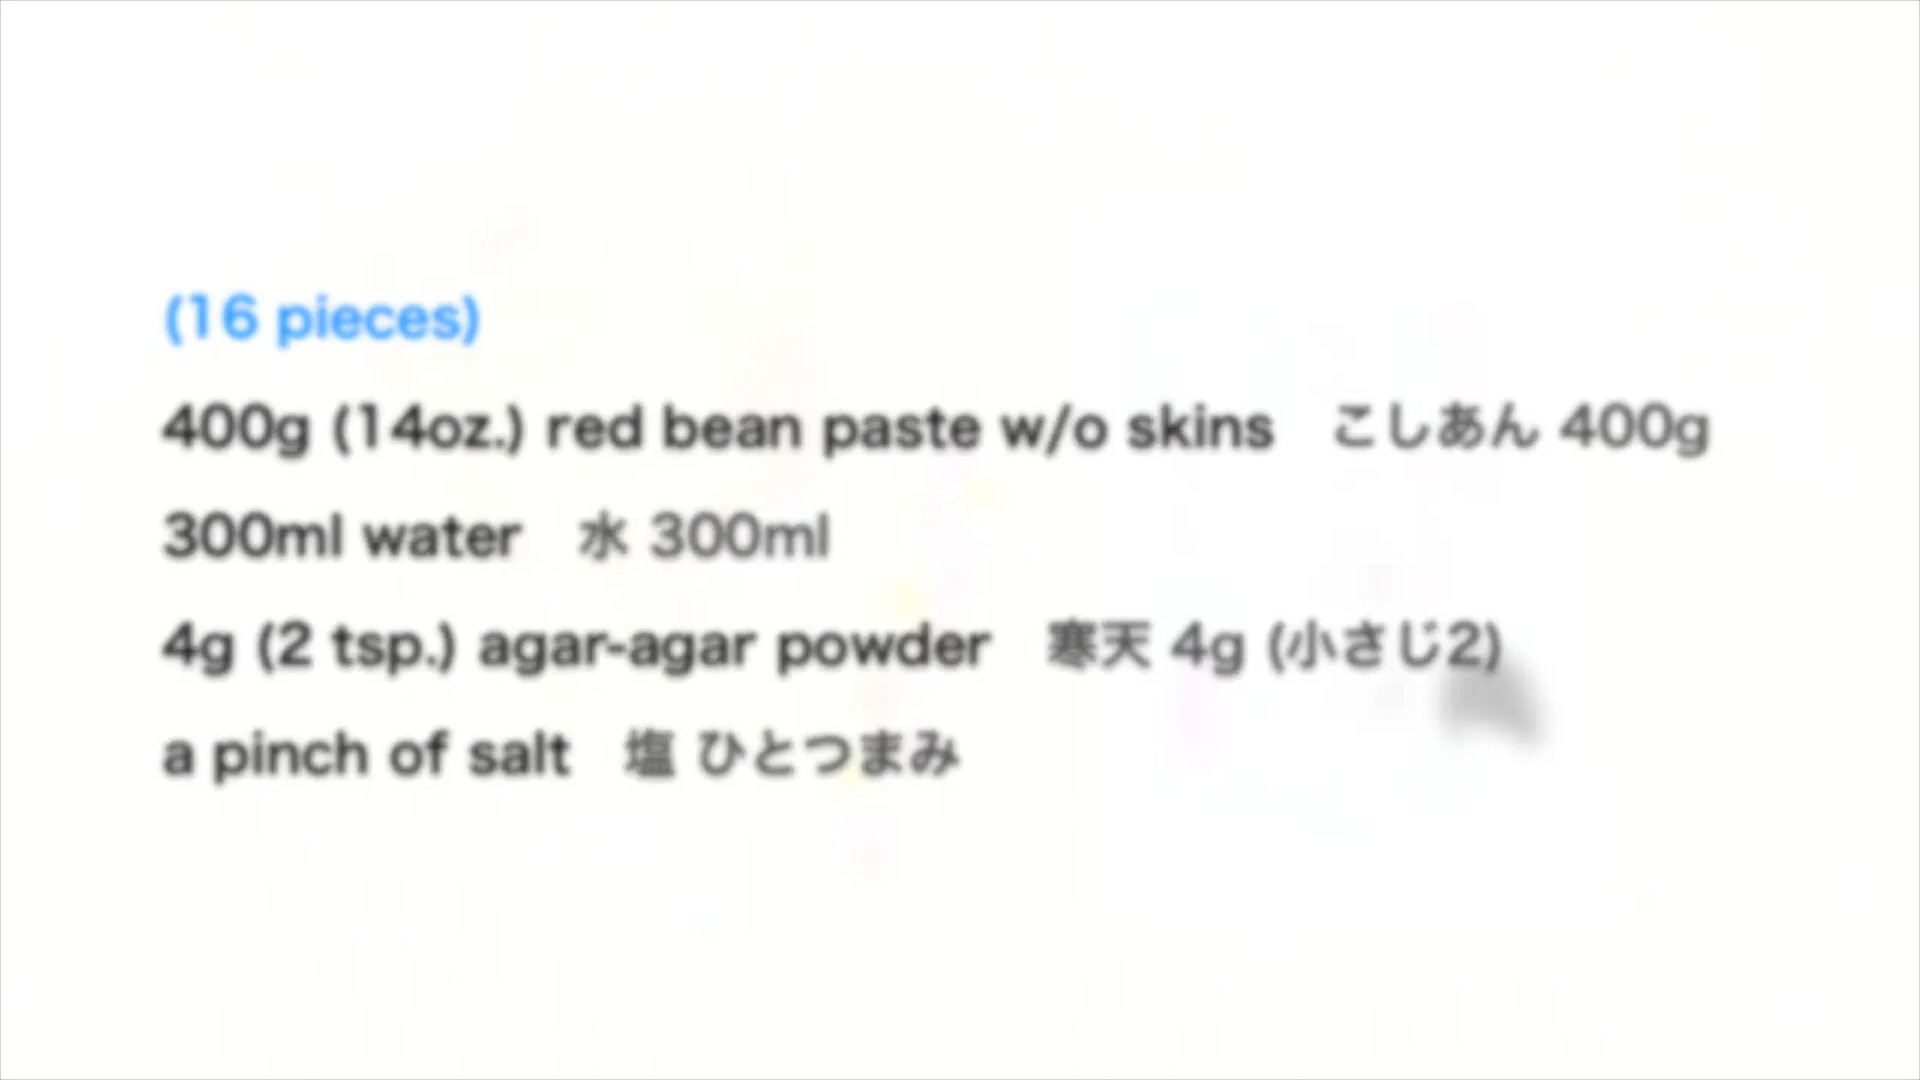 (16 pieces)
400g (14oz.) red bean paste w/o skins　こしあん 400g
300ml water　水 300ml
4g (2 tsp.) agar-agar powder　寒天 4g (小さじ2)
a pinch of salt　塩 ひとつまみ